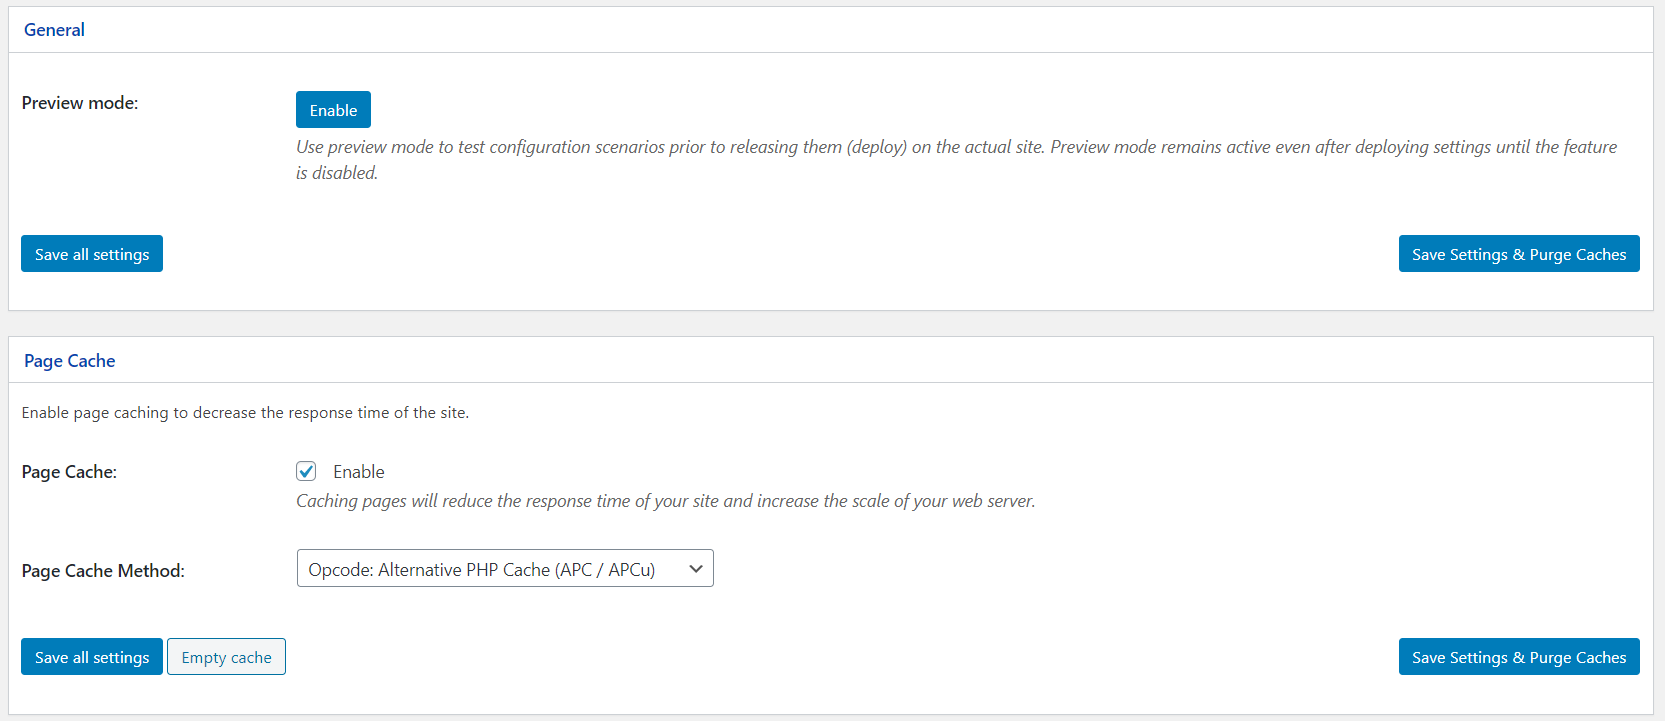 General
Preview mode:
Enable
Use preview mode to test configuration scenarios prior to releasing them (deploy) on the actual site. Preview mode remains active even after deploying settings until the feature
is disabled.
Save all settings
Save Settings & Purge Caches
Page Cache
Enable page caching to decrease the response time of the site.
Page Cache:
Enable
Caching pages will reduce the response time of your site and increase the scale of your web server.
Page Cache Method:
Opcode: Alternative PHP Cache (APC / APCu)
Save all settings
Empty cache
Save Settings & Purge Caches